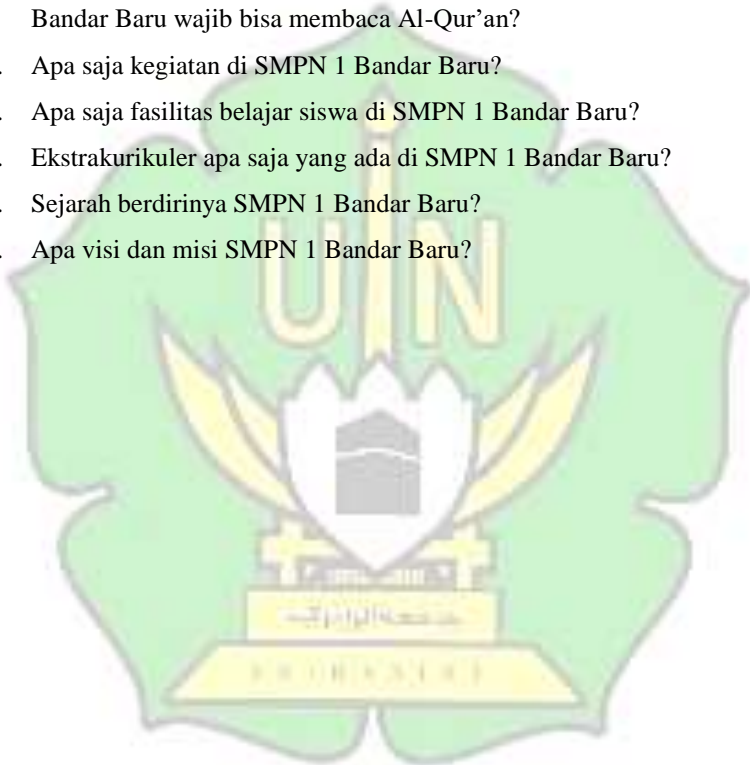 Bandar Baru wajib bisa membaca Al-Qur’an?
. Apa saja kegiatan di SMPN 1 Bandar Baru?
. Apa saja fasilitas belajar siswa di SMPN 1 Bandar Baru?
. Ekstrakurikuler apa saja yang ada di SMPN 1 Bandar Baru?
. Sejarah berdirinya SMPN 1 Bandar Baru?
. Apa visi dan misi SMPN 1 Bandar Baru?
UIN